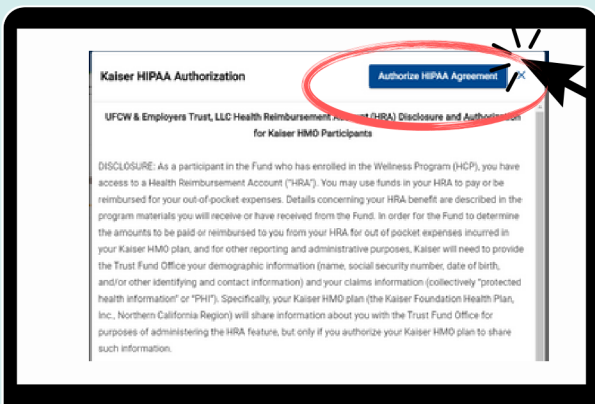 Kaiser HIPAA Authorization
Authorize HIPAA Agreement
UFCW & Employers Trust, LLC Health Reimbursement Account (HRA) Disclosure and Authorization
for Kaiser HMO Participants
DISCLOSURE: As a participant in the Fund who has enrolled in the Wellness Program (HCP), you have
access to a Health Reimbursement Account ("HRA"). You may use funds in your HRA to pay or be
reimbursed for your out-of-pocket expenses. Details concerning your HRA benefit are described in the
program materials you will receive or have received from the Fund. In order for the Fund to determine
the amounts to be paid or reimbursed to you from your HRA for out of pocket expenses incurred in
your Kaiser HMO plan, and for other reporting and administrative purposes, Kaiser will need to provide
the Trust Fund Office your demographic information (name, social security number, date of birth,
and/or other identifying and contact information) and your claims information (collectively "protected
health information" or "PHI"). Specifically, your Kaiser HMO plan (the Kaiser Foundation Health Plan,
Inc., Northern California Region) will share information about you with the Trust Fund Office for
purposes of administering the HRA feature, but only if you authorize your Kaiser HMO plan to share
such information.